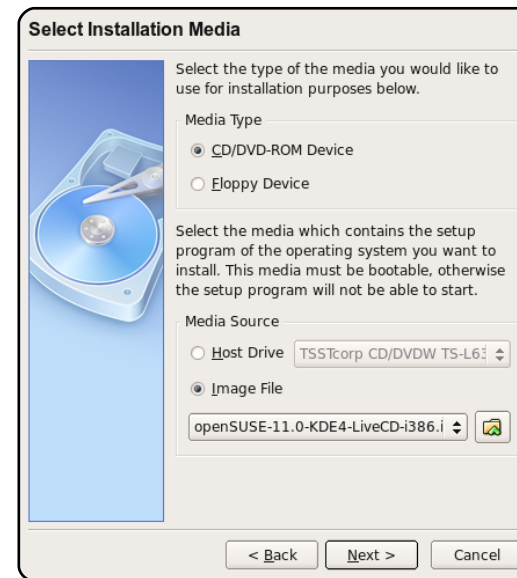 Select Installation Media
Select the type of the media you would like to
use for installation purposes below.
Media Type
CD/DVD-ROM Device
Floppy Device
Select the media which contains the setup
program of the operating system you want to
install. This media must be bootable, otherwise
the setup program will not be able to start.
Media Source
Host Drive TSSTcorp CD/DVDW TS-L63
Image File
openSUSE-11.0-KDE4-LiveCD-i386.i
< Back Next > Cancel